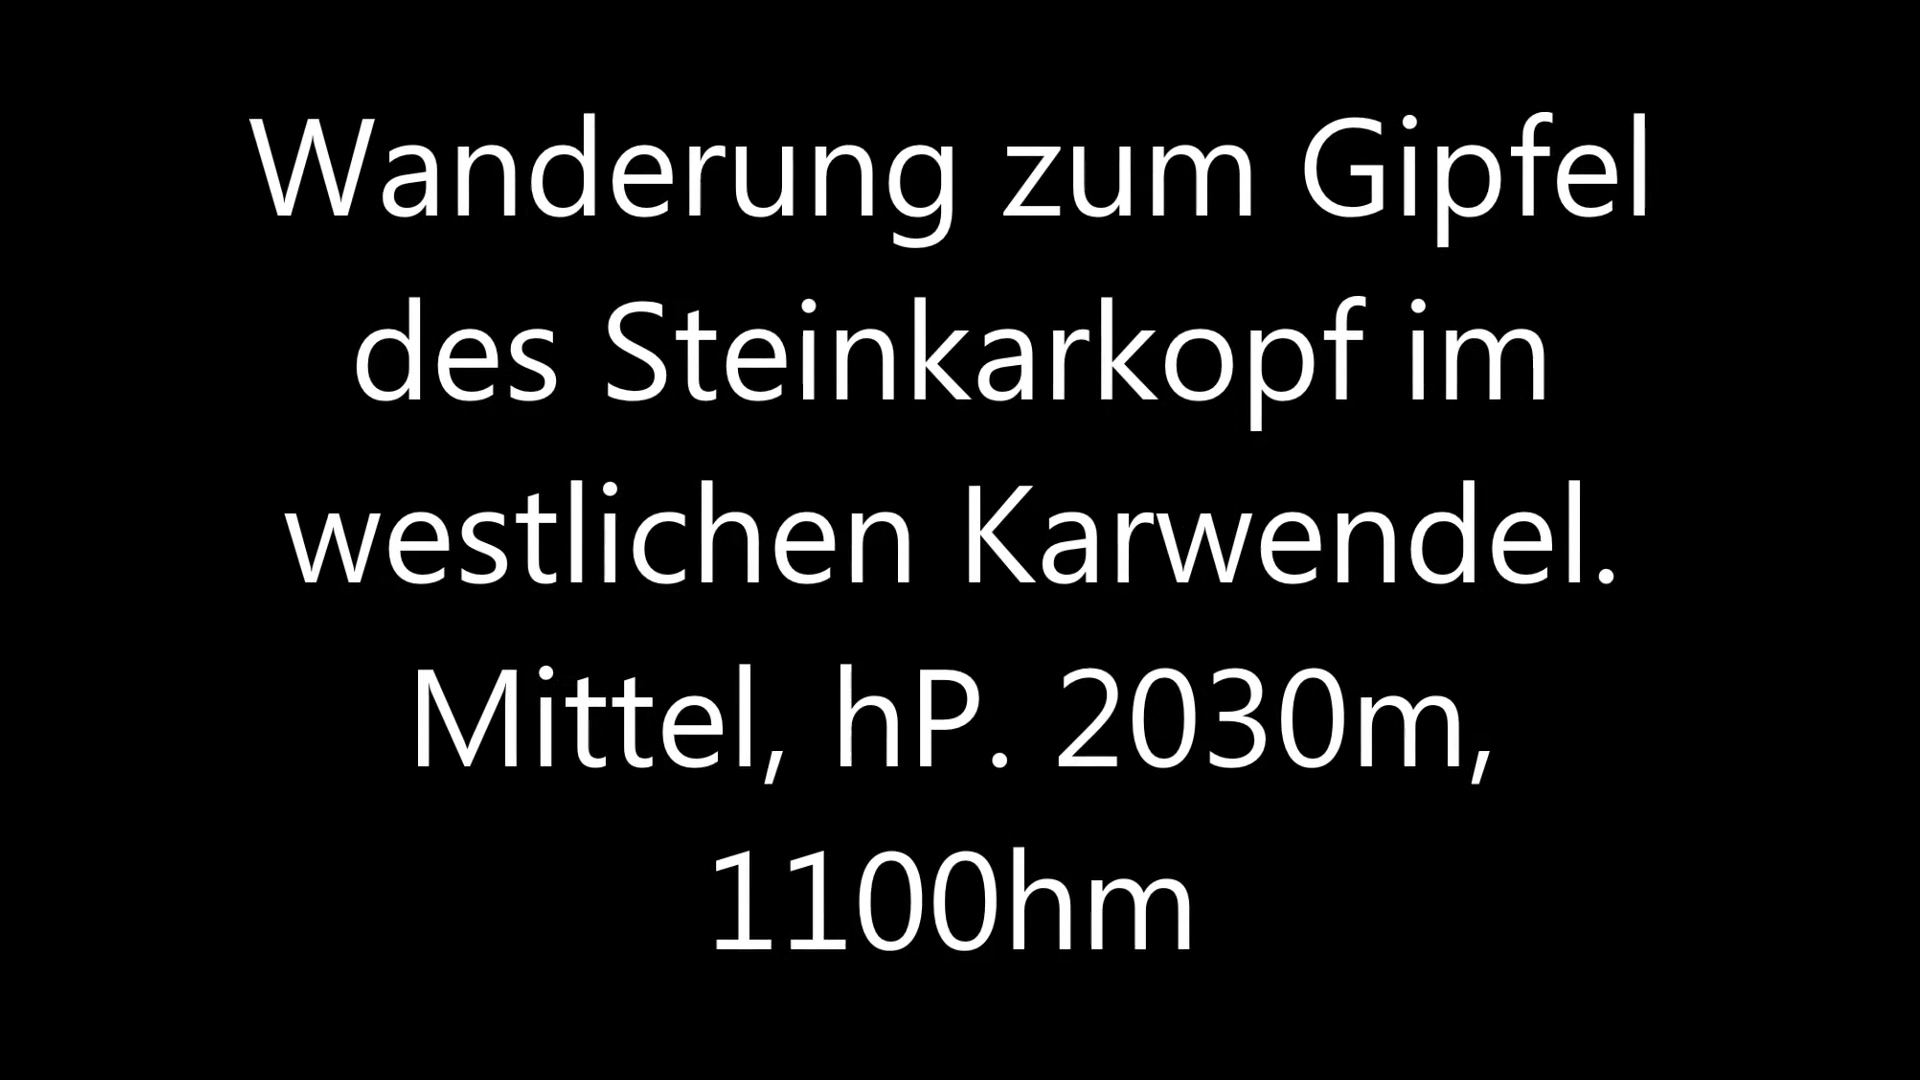 Wanderung zum Gipfel
des Steinkarkopf im
westlichen Karwendel.
Mittel, hP. 2030m,
1100hm